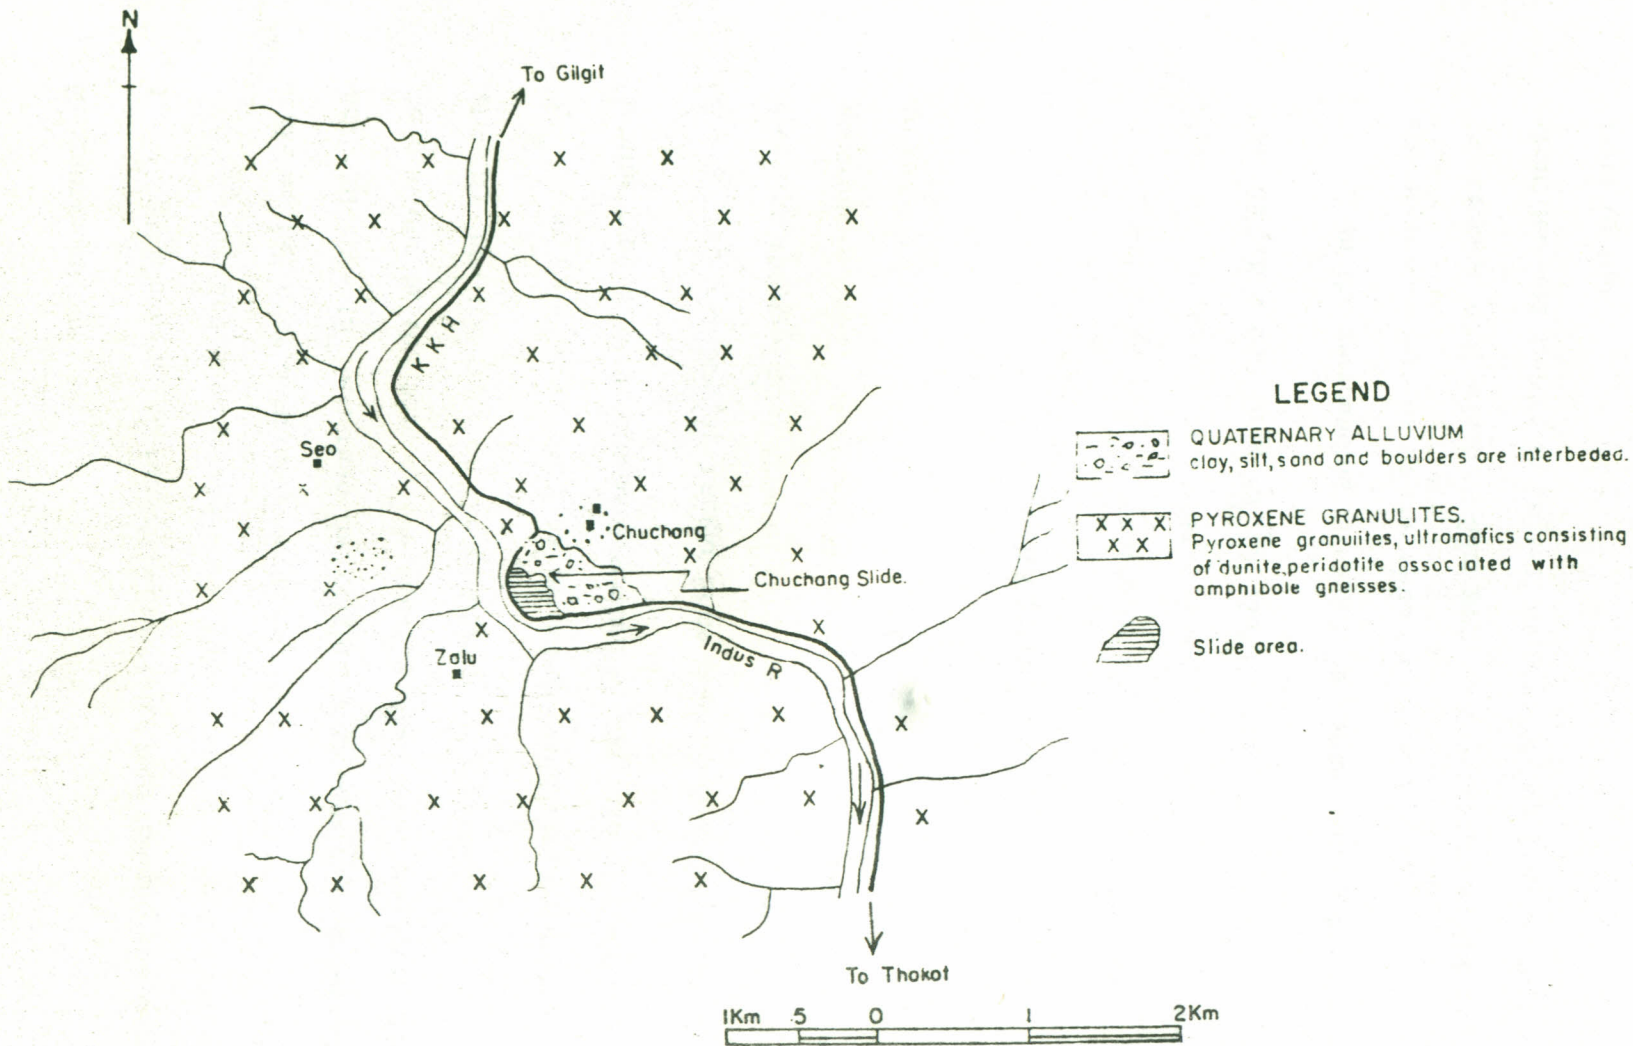 N
To Gilgit
KKH
Seo
Chuchang
Chuchang Slide.
Zalu
Indus R
To Thakot
LEGEND
QUATERNARY ALLUVIUM
clay, silt, sand and boulders are interbeded.
PYROXENE GRANULITES.
Pyroxene granulites, ultramafics consisting
of dunite, peridotite associated with
amphibole gneisses.
Slide area.
1Km .5 0 1 2Km